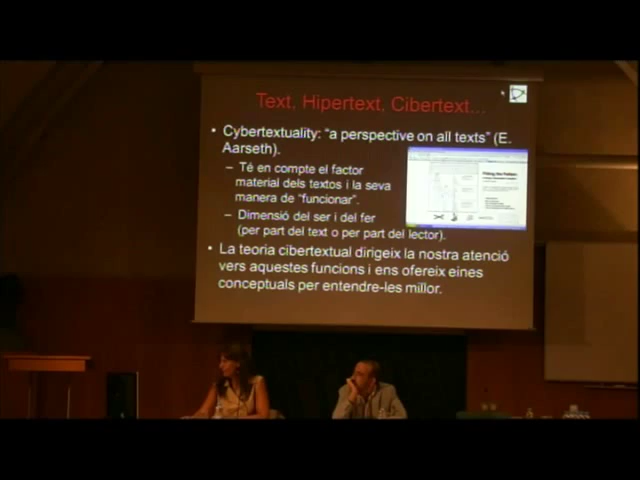 Text, Hipertext, Cibertext...
• Cybertextuality: “a perspective on all texts” (E.
Aarseth).
– Té en compte el factor
material dels textos i la seva
manera de “funcionar”.
– Dimensió del ser i del fer
(per part del text o per part del lector).
• La teoria cibertextual dirigeix la nostra atenció
vers aquestes funcions i ens ofereix eines
conceptuals per entendre-les millor.